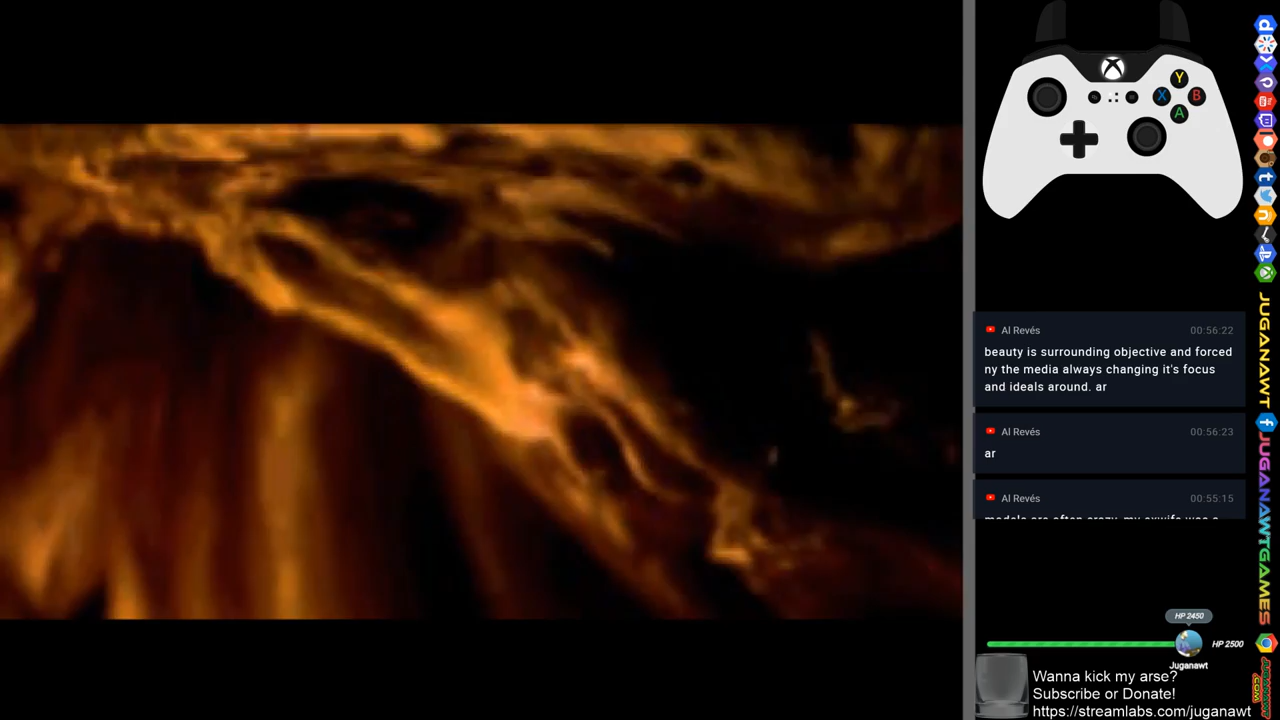 Y
X
B
A
Al Revés 00:56:22
beauty is surrounding objective and forced
ny the media always changing it's focus
and ideals around. ar
Al Revés 00:56:23
ar
Al Revés 00:55:15
HP 2450
HP 2500
Juganawt
Wanna kick my arse?
Subscribe or Donate!
https://streamlabs.com/juganawt
JUGANAWT
JUGANAWTGAMES
JUGANAWT
.COM